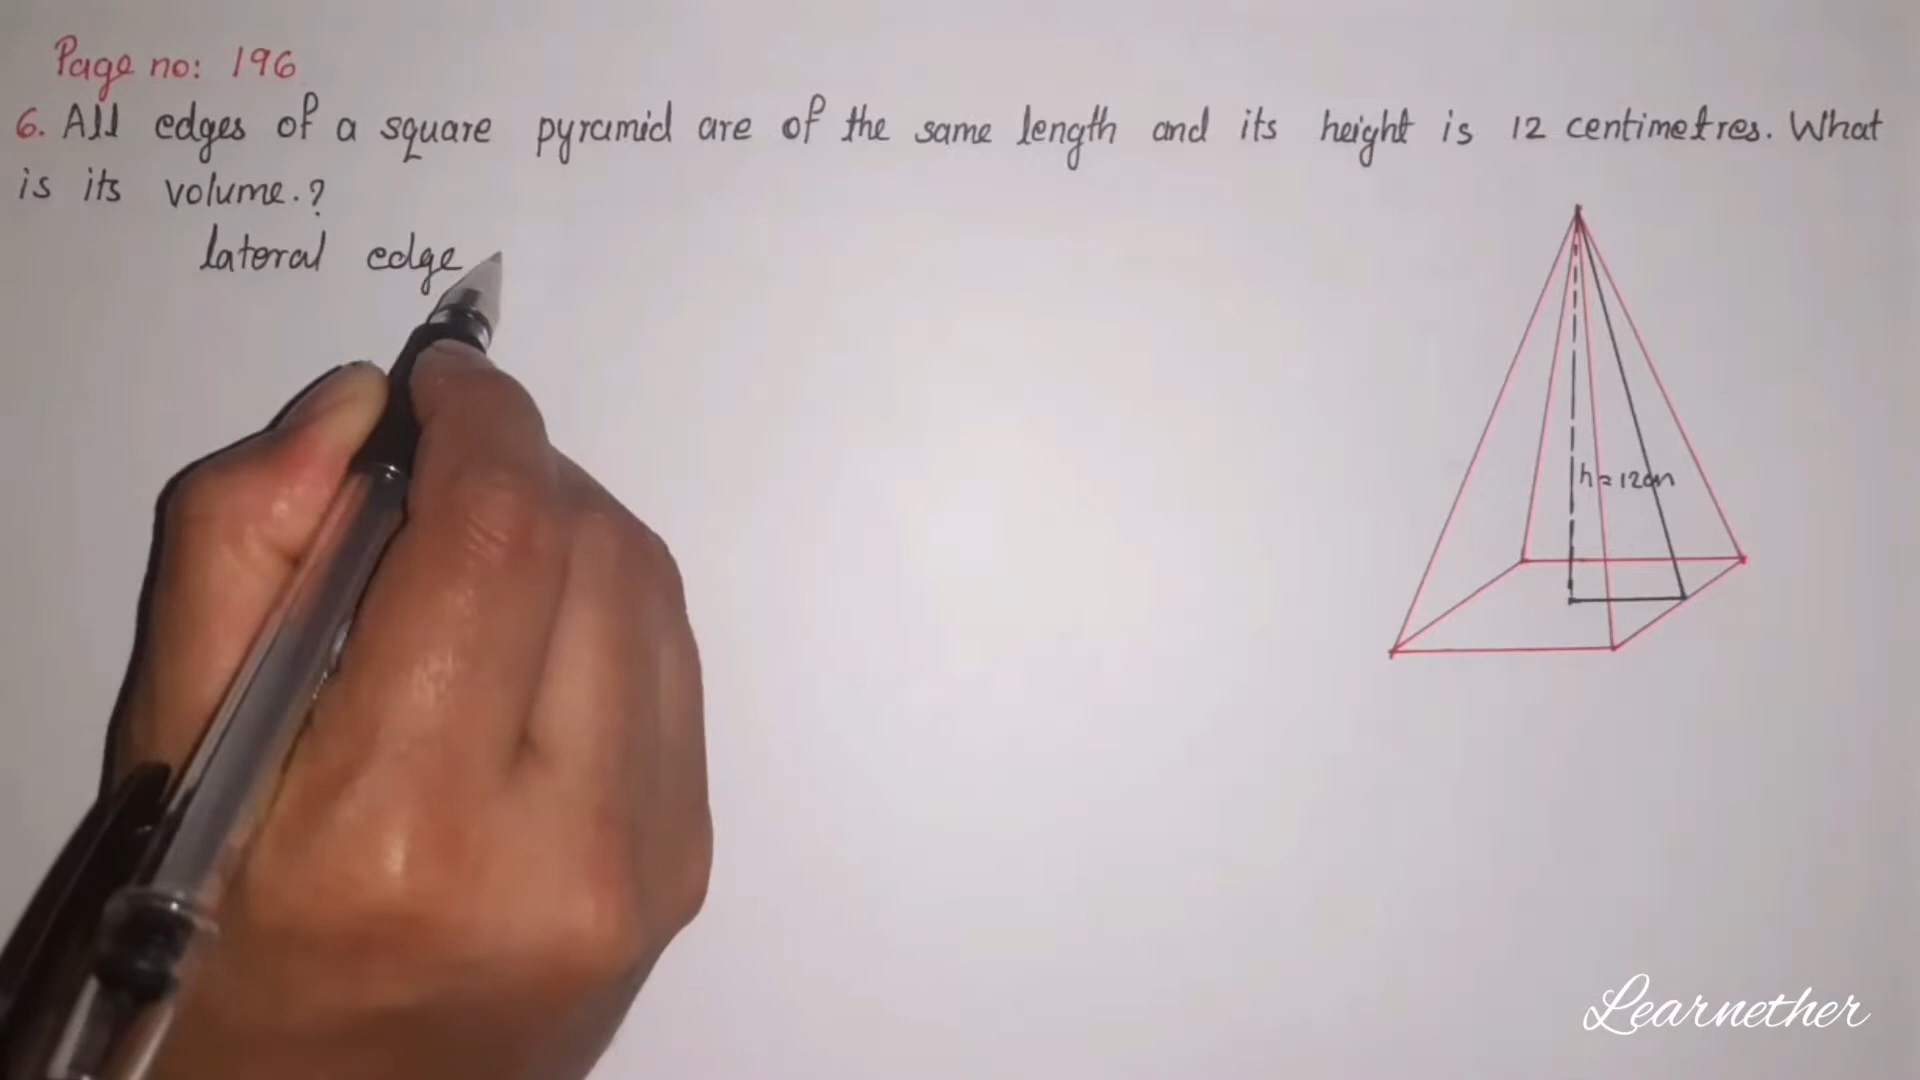 Page no: 196
6. All edges of a square pyramid are of the same length and its height is 12 centimetres. What
is its volume.?
lateral edge
h = 12cm
Learnether